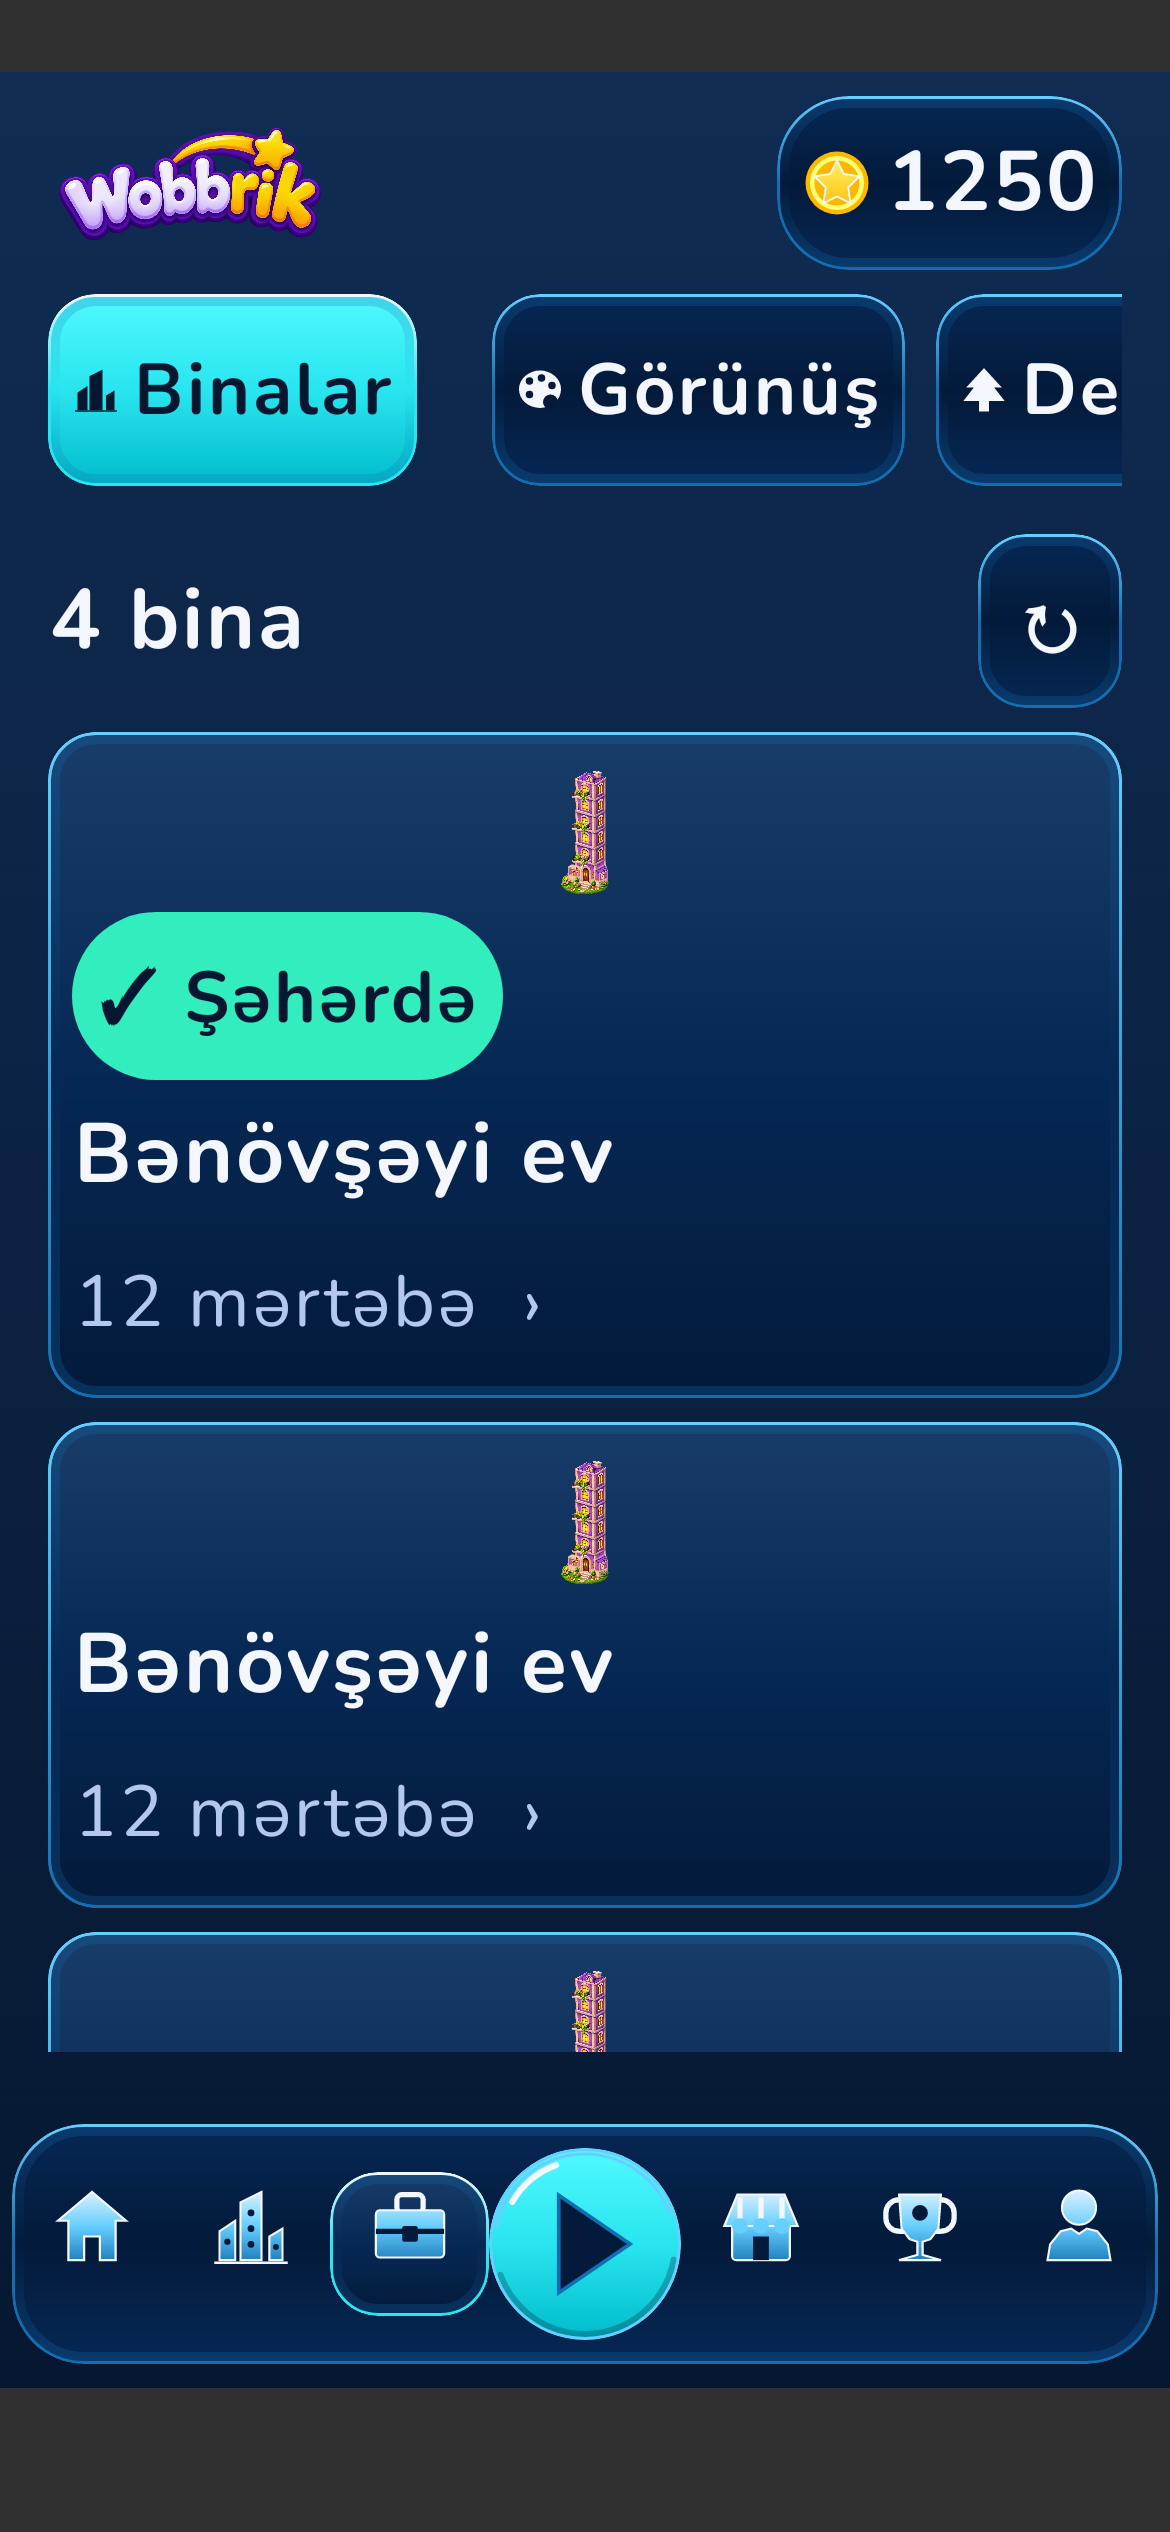 Wobbrik
1250
Binalar
Görünüş
De
4 bina
✓ Şəhərdə
Bənövşəyi ev
12 mərtəbə ›
Bənövşəyi ev
12 mərtəbə ›